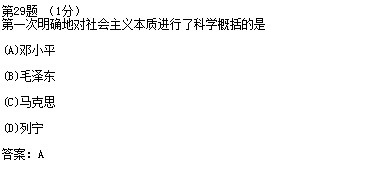 第29题 （1分）
第一次明确地对社会主义本质进行了科学概括的是
(A)邓小平
(B)毛泽东
(C)马克思
(D)列宁
答案: A